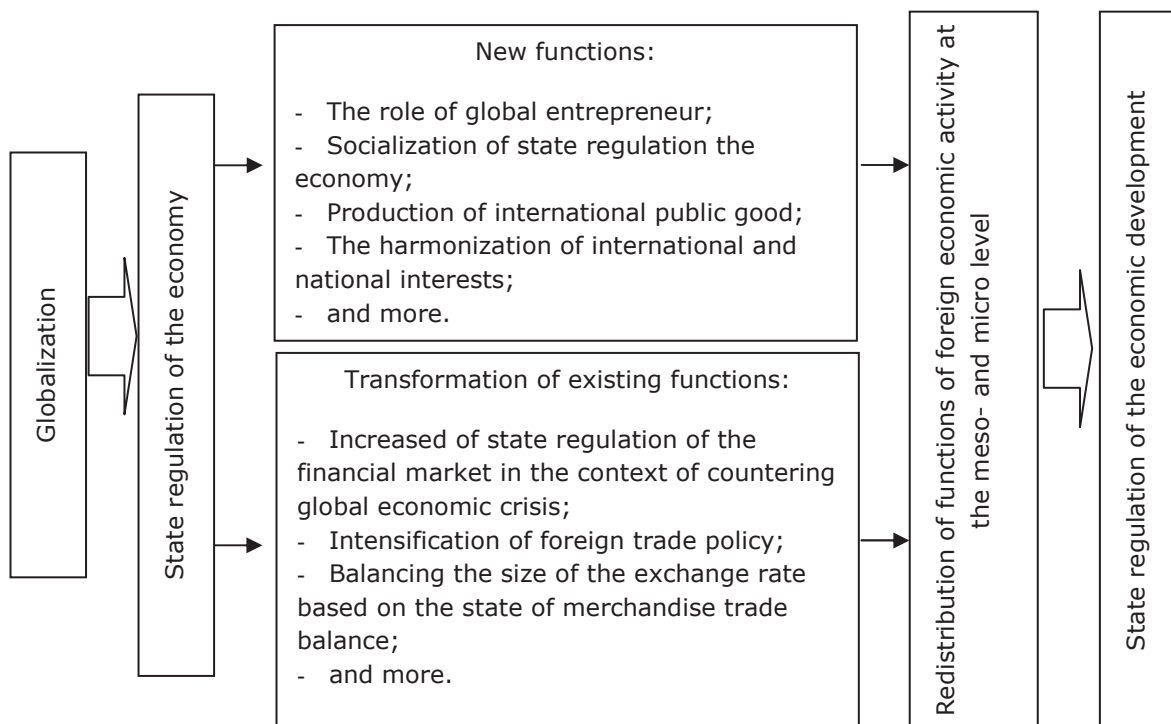 Globalization
State regulation of the economy
New functions:
- The role of global entrepreneur;
- Socialization of state regulation the
economy;
- Production of international public good;
- The harmonization of international and
national interests;
- and more.
Transformation of existing functions:
- Increased of state regulation of the
financial market in the context of countering
global economic crisis;
- Intensification of foreign trade policy;
- Balancing the size of the exchange rate
based on the state of merchandise trade
balance;
- and more.
Redistribution of functions of foreign economic activity at
the meso- and micro level
State regulation of the economic development